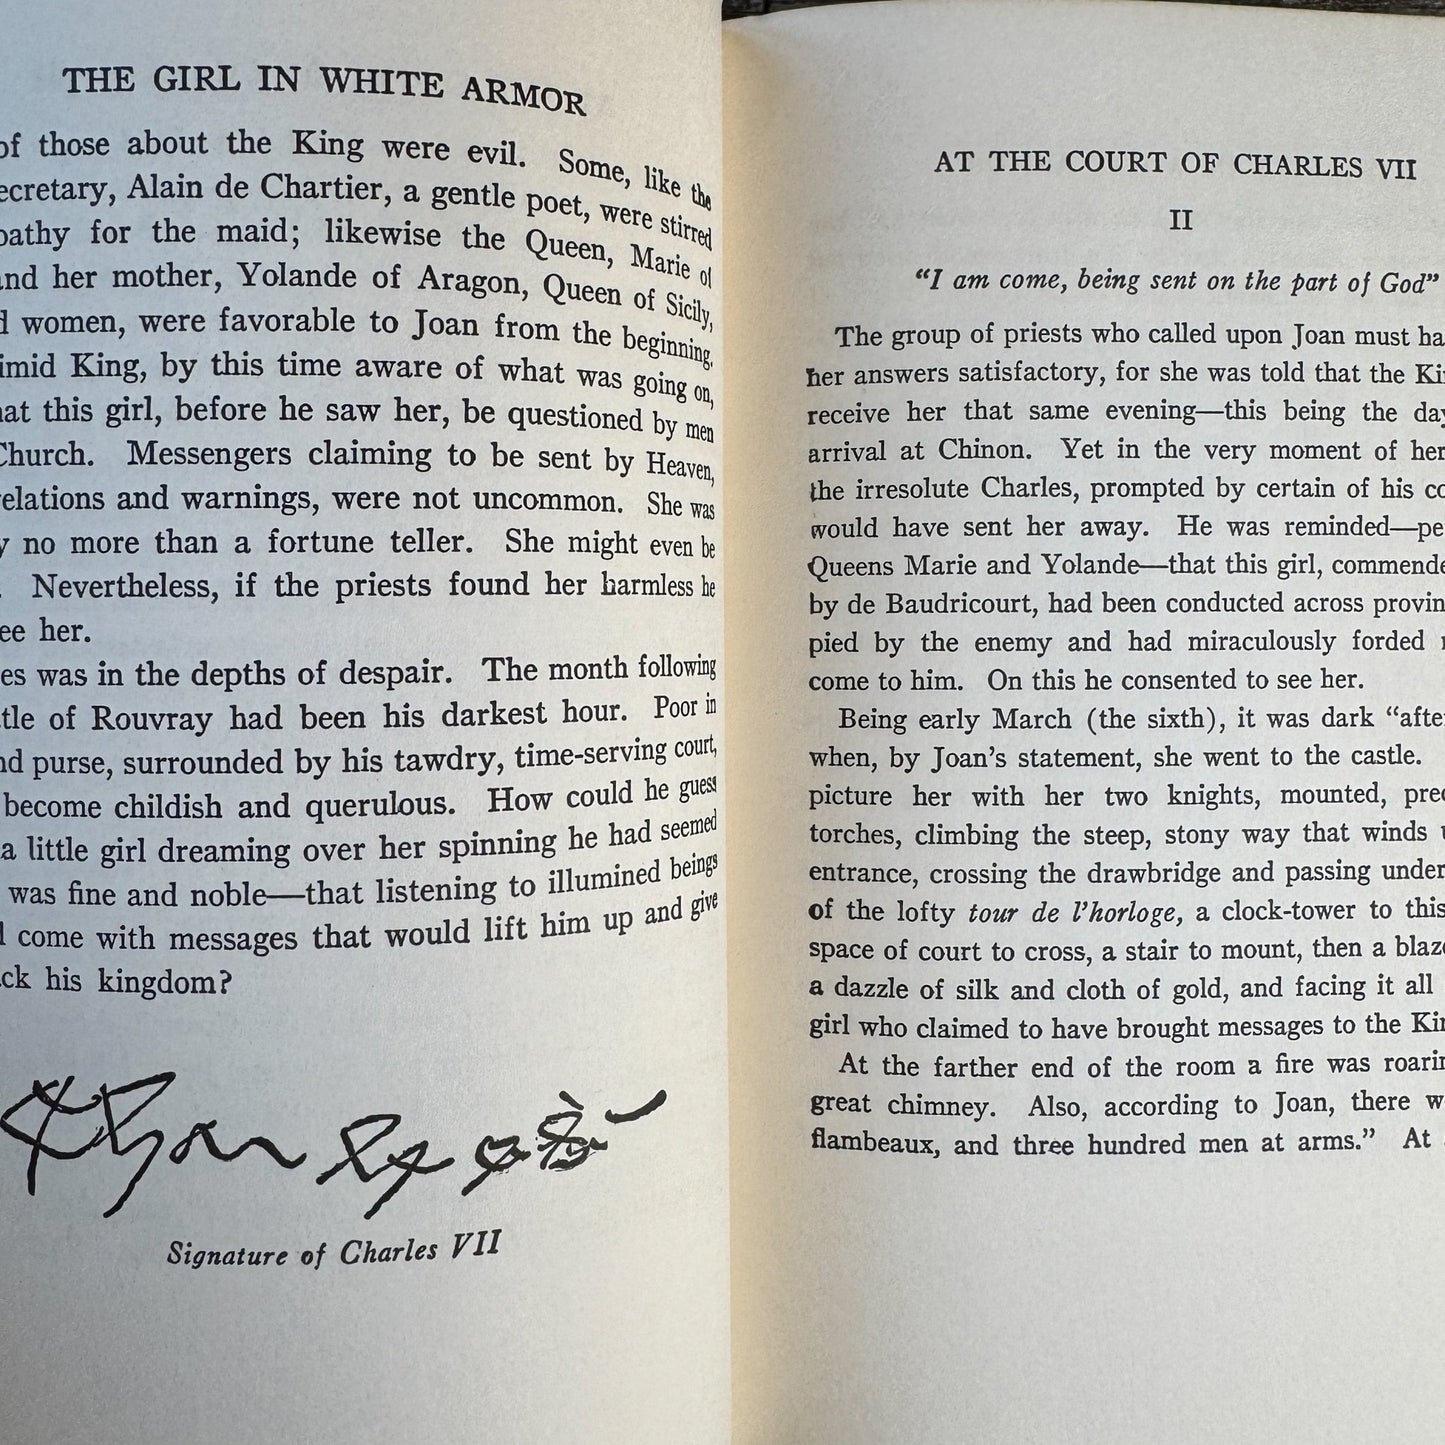 THE GIRL IN WHITE ARMOR
of those about the King were evil. Some, like the
ecretary, Alain de Chartier, a gentle poet, were stirred
pathy for the maid; likewise the Queen, Marie of
and her mother, Yolande of Aragon, Queen of Sicily,
d women, were favorable to Joan from the beginning.
imid King, by this time aware of what was going on,
hat this girl, before he saw her, be questioned by men
Church. Messengers claiming to be sent by Heaven,
velations and warnings, were not uncommon. She was
y no more than a fortune teller. She might even be
. Nevertheless, if the priests found her harmless he
ee her.
es was in the depths of despair. The month following
ttle of Rouvray had been his darkest hour. Poor in
nd purse, surrounded by his tawdry, time-serving court,
become childish and querulous. How could he guess
a little girl dreaming over her spinning he had seemed
was fine and noble—that listening to illumined beings
d come with messages that would lift him up and give
ck his kingdom?
Signature of Charles VII
AT THE COURT OF CHARLES VII
II
“I am come, being sent on the part of God”
The group of priests who called upon Joan must ha
her answers satisfactory, for she was told that the Ki
receive her that same evening—this being the day
arrival at Chinon. Yet in the very moment of her
the irresolute Charles, prompted by certain of his co
would have sent her away. He was reminded—pe
Queens Marie and Yolande—that this girl, commende
by de Baudricourt, had been conducted across provin
pied by the enemy and had miraculously forded
come to him. On this he consented to see her.
Being early March (the sixth), it was dark “after
when, by Joan’s statement, she went to the castle.
picture her with her two knights, mounted, prec
torches, climbing the steep, stony way that winds
entrance, crossing the drawbridge and passing under
of the lofty tour de l’horloge, a clock-tower to this
space of court to cross, a stair to mount, then a blaze
a dazzle of silk and cloth of gold, and facing it all
girl who claimed to have brought messages to the Kin
At the farther end of the room a fire was roarin
great chimney. Also, according to Joan, there w
flambeaux, and three hundred men at arms.” At